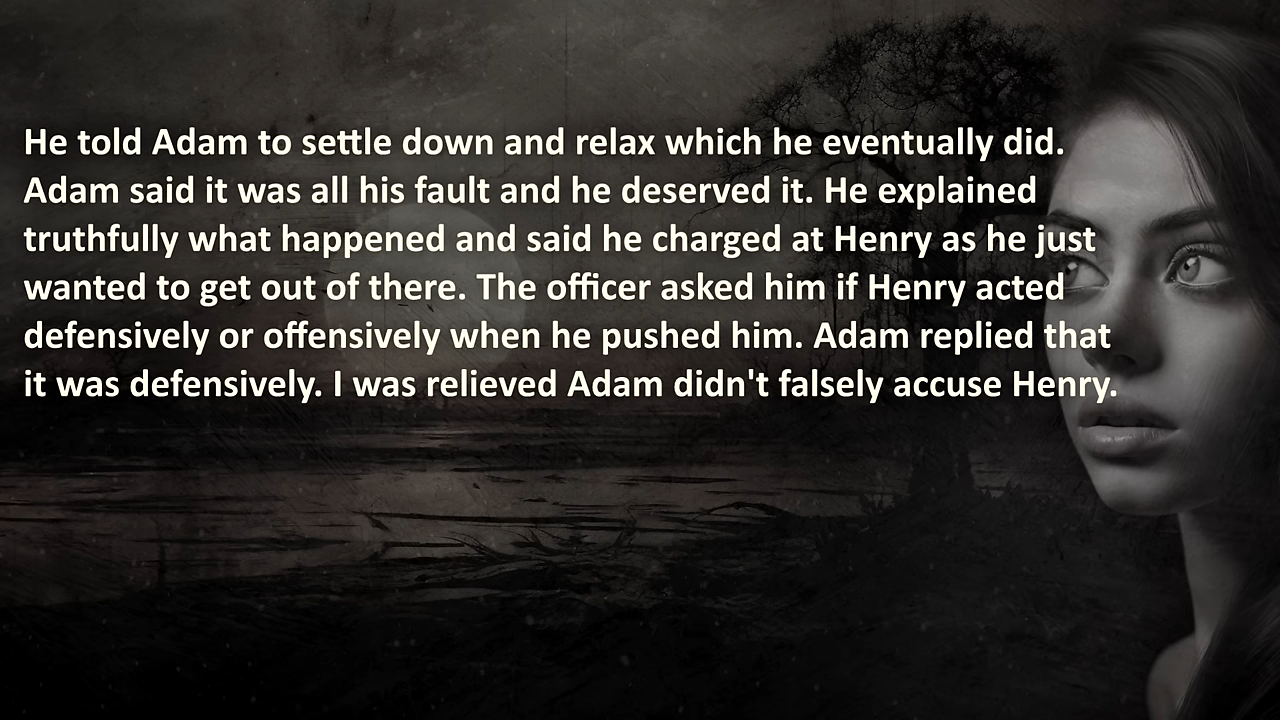 He told Adam to settle down and relax which he eventually did.
Adam said it was all his fault and he deserved it. He explained
truthfully what happened and said he charged at Henry as he just
wanted to get out of there. The officer asked him if Henry acted
defensively or offensively when he pushed him. Adam replied that
it was defensively. I was relieved Adam didn't falsely accuse Henry.